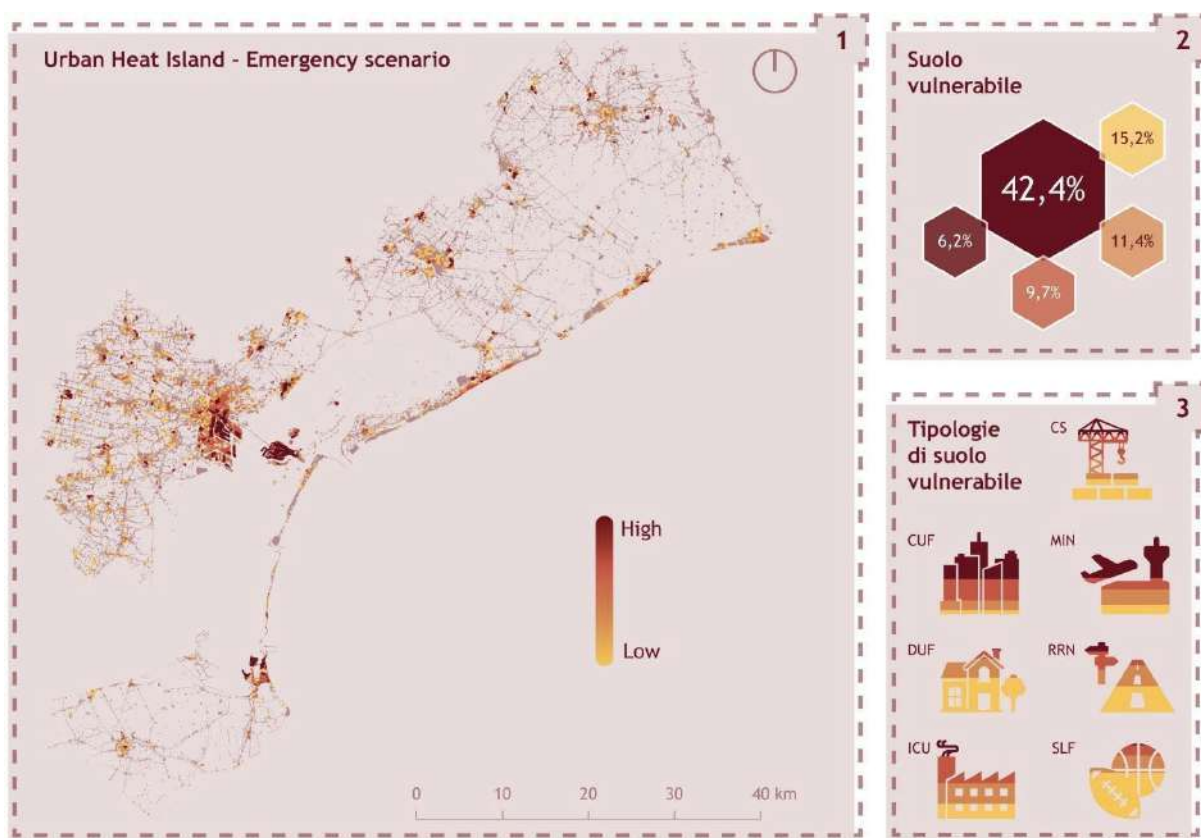 1
Urban Heat Island - Emergency scenario
High
Low
0 10 20 30 40 km
2
Suolo
vulnerabile
15,2%
42,4%
6,2%
11,4%
9,7%
3
Tipologie
di suolo
vulnerabile
CS
CUF
MIN
DUF
RRN
ICU
SLF